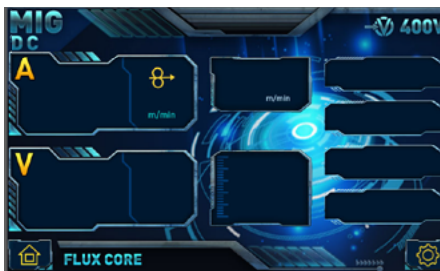 MIG
DC
400V
A
m/min
m/min
V
FLUX CORE